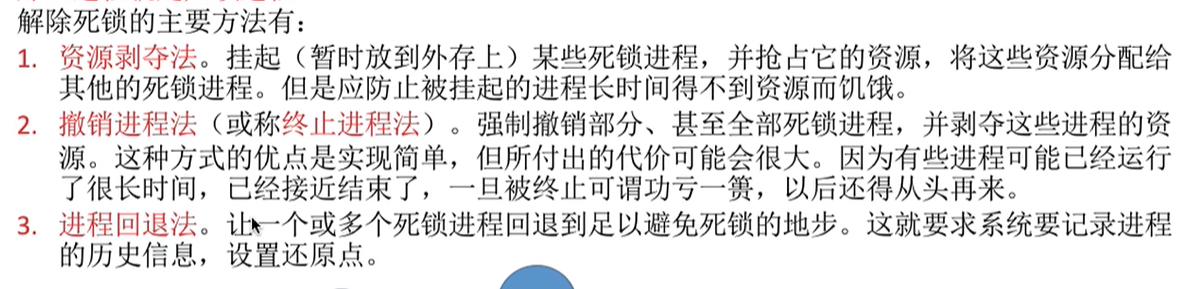 解除死锁的主要方法有：
1. 资源剥夺法。挂起（暂时放到外存上）某些死锁进程，并抢占它的资源，将这些资源分配给
其他的死锁进程。但是应防止被挂起的进程长时间得不到资源而饥饿。
2. 撤销进程法（或称终止进程法）。强制撤销部分、甚至全部死锁进程，并剥夺这些进程的资
源。这种方式的优点是实现简单，但所付出的代价可能会很大。因为有些进程可能已经运行
了很长时间，已经接近结束了，一旦被终止可谓功亏一篑，以后还得从头再来。
3. 进程回退法。让一个或多个死锁进程回退到足以避免死锁的地步。这就要求系统要记录进程
的历史信息，设置还原点。